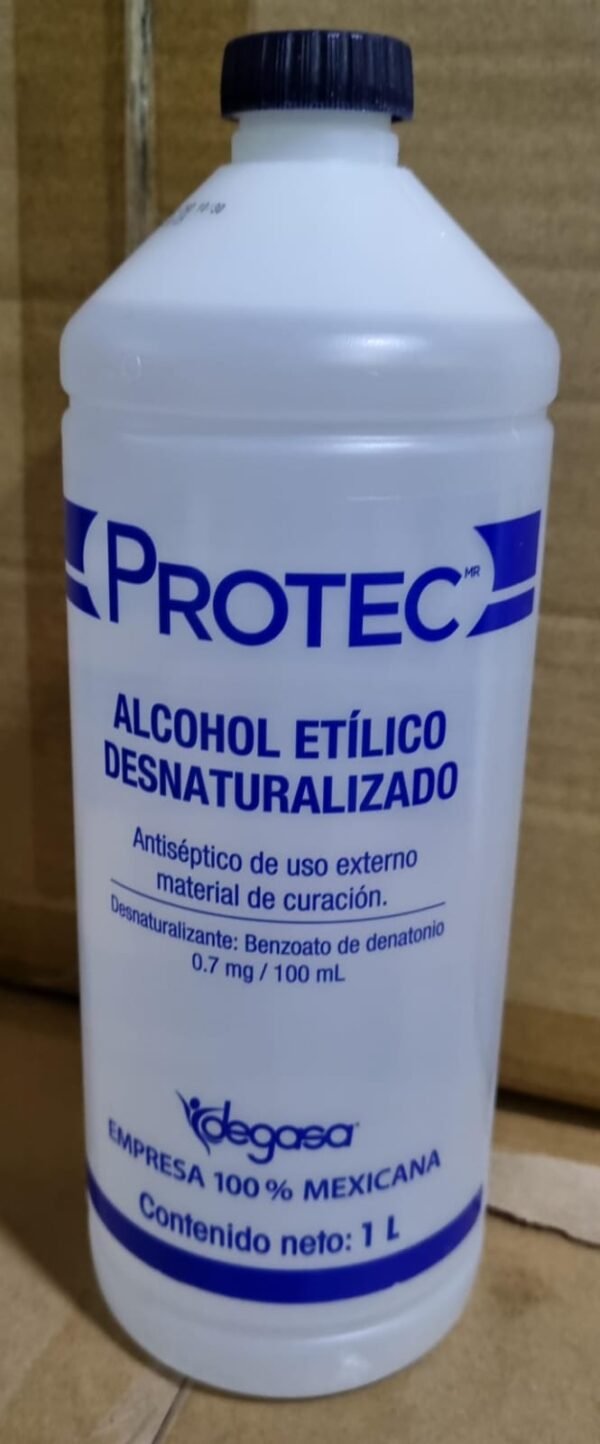 PROTEC MR
ALCOHOL ETÍLICO
DESNATURALIZADO
Antiséptico de uso externo
material de curación.
Desnaturalizante: Benzoato de denatonio
0.7 mg / 100 mL
degasa
EMPRESA 100% MEXICANA
Contenido neto: 1 L